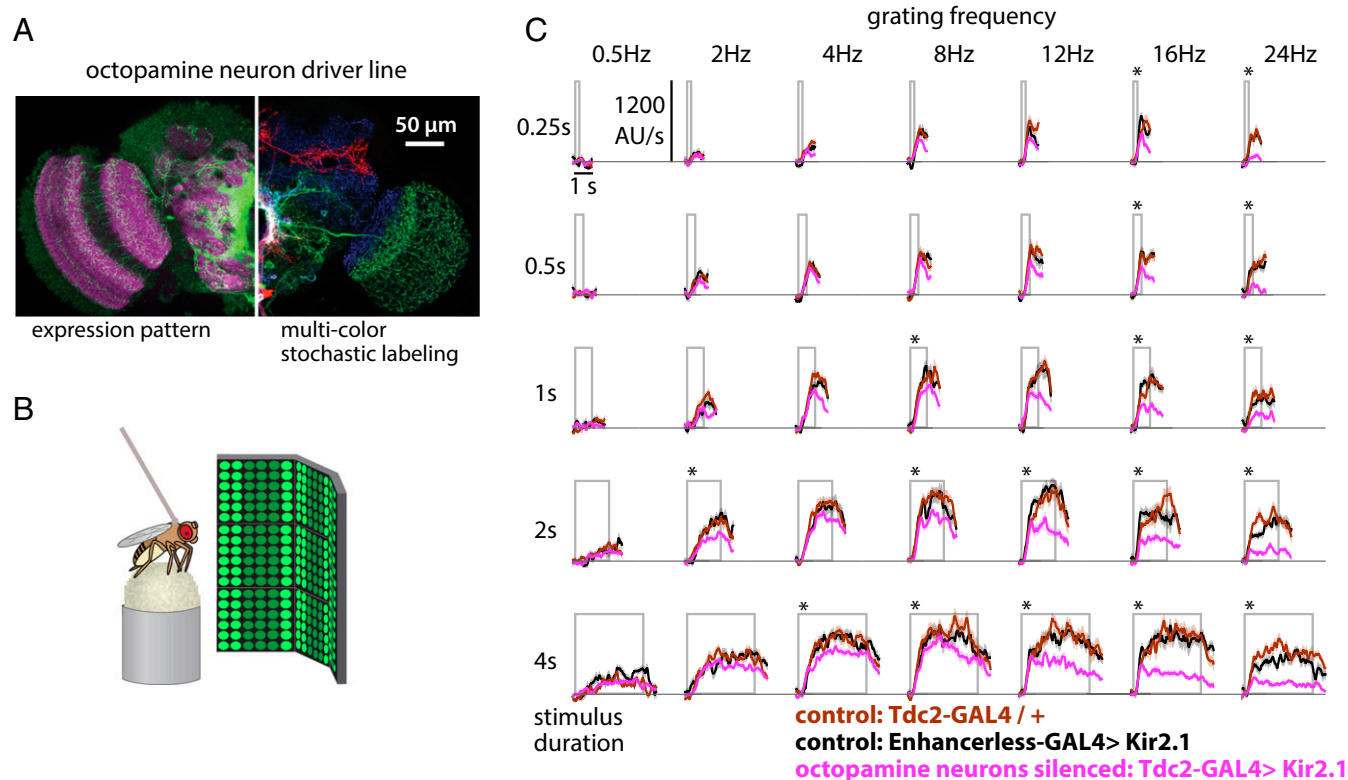 A
octopamine neuron driver line
50 µm
expression pattern
multi-color
stochastic labeling
B
C
grating frequency
0.5Hz 2Hz 4Hz 8Hz 12Hz 16Hz 24Hz
* *
0.25s
1200
AU/s
1 s
* *
0.5s
* * *
1s
* * * * *
2s
* * * * *
4s
stimulus
duration
control: Tdc2-GAL4 / +
control: Enhancerless-GAL4> Kir2.1
octopamine neurons silenced: Tdc2-GAL4> Kir2.1